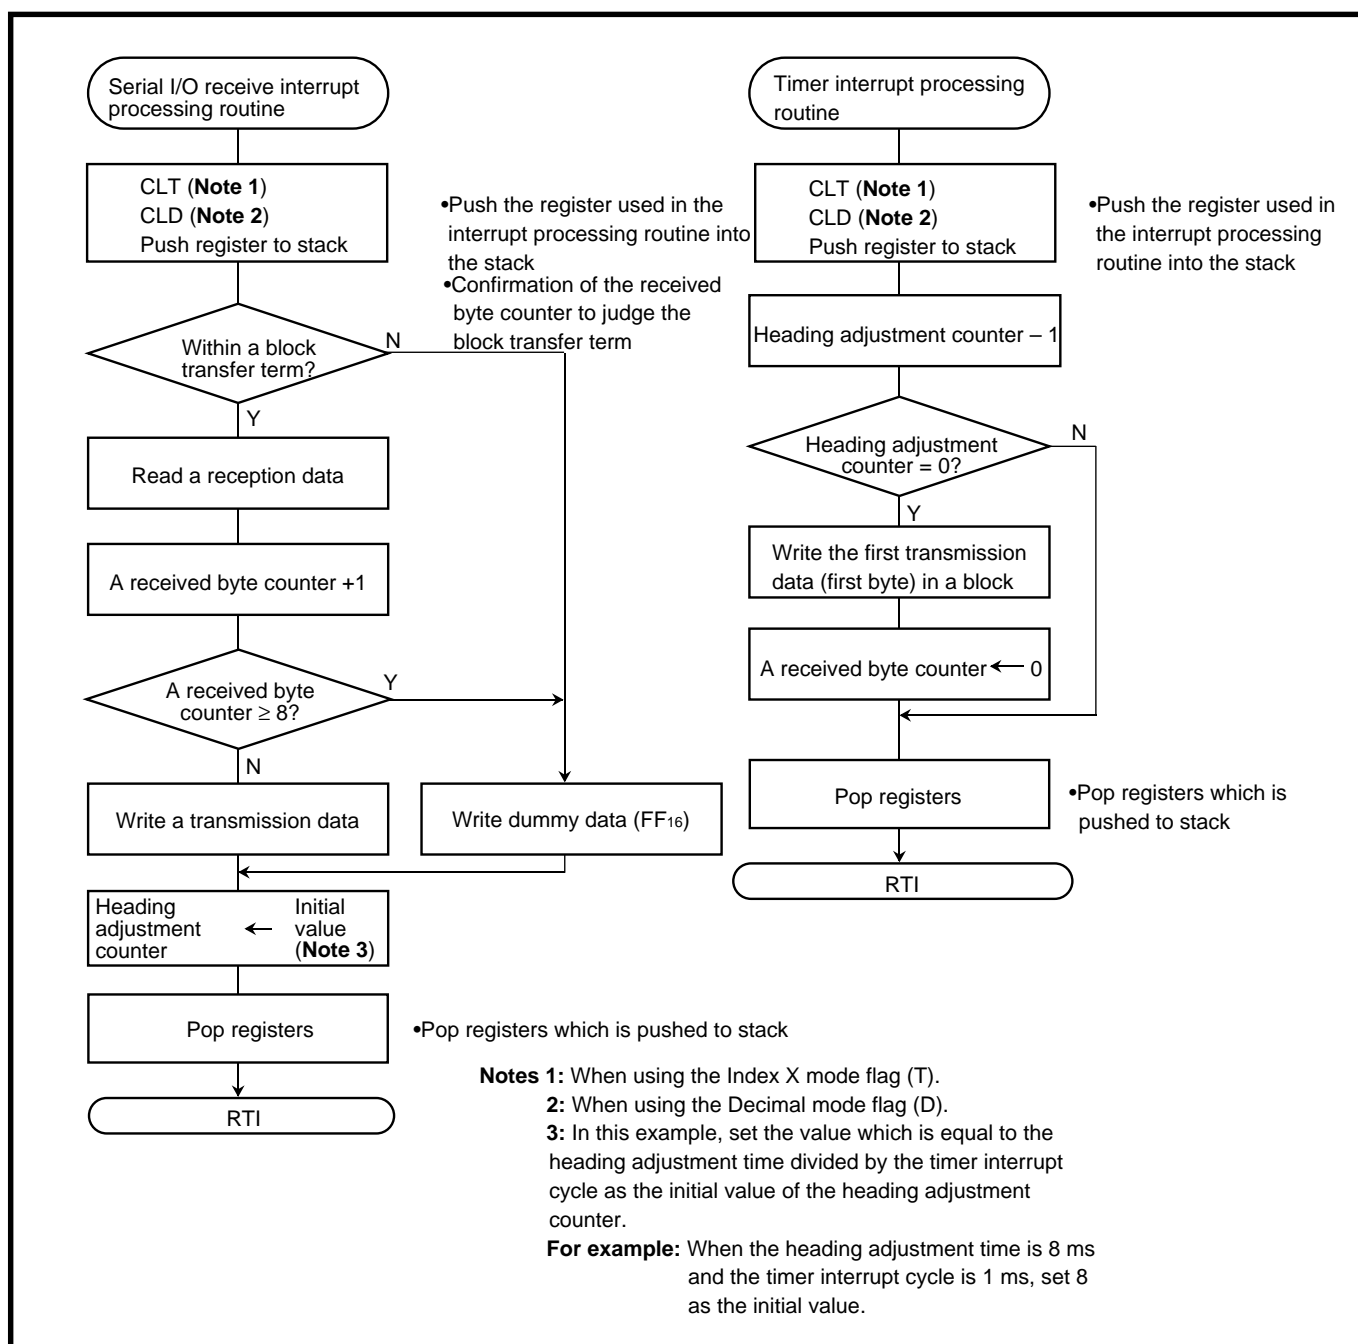 Serial I/O receive interrupt
processing routine
CLT (Note 1)
CLD (Note 2)
Push register to stack
•Push the register used in the
interrupt processing routine into
the stack
•Confirmation of the received
byte counter to judge the
block transfer term
Within a block
transfer term?
N
Y
Read a reception data
A received byte counter +1
A received byte
counter ≥ 8?
Y
N
Write a transmission data
Write dummy data (FF16)
Heading
adjustment
counter
←
Initial
value
(Note 3)
Pop registers
•Pop registers which is pushed to stack
RTI
Timer interrupt processing
routine
CLT (Note 1)
CLD (Note 2)
Push register to stack
•Push the register used in
the interrupt processing
routine into the stack
Heading adjustment counter – 1
Heading adjustment
counter = 0?
N
Y
Write the first transmission
data (first byte) in a block
A received byte counter ← 0
Pop registers
•Pop registers which is
pushed to stack
RTI
Notes 1: When using the Index X mode flag (T).
2: When using the Decimal mode flag (D).
3: In this example, set the value which is equal to the
heading adjustment time divided by the timer interrupt
cycle as the initial value of the heading adjustment
counter.
For example: When the heading adjustment time is 8 ms
and the timer interrupt cycle is 1 ms, set 8
as the initial value.